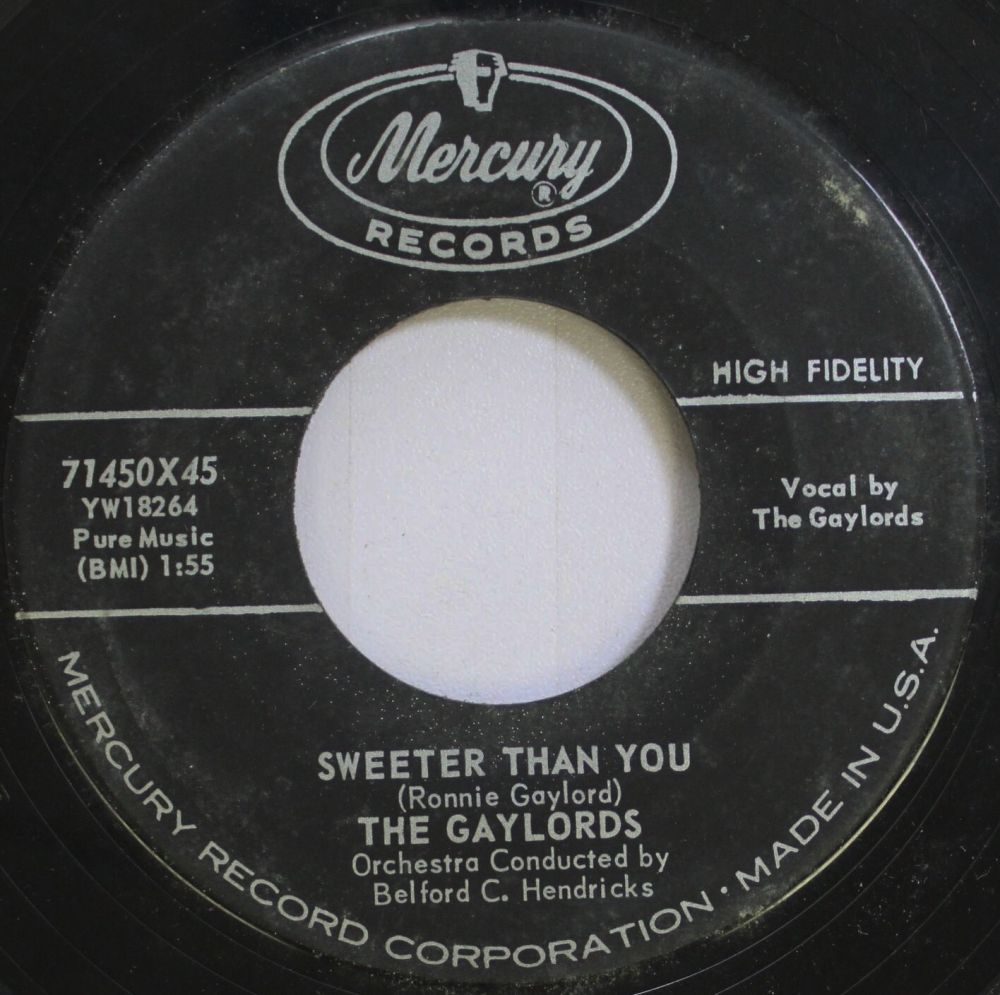 Mercury
®
RECORDS
HIGH FIDELITY
71450X45
YW18264
Pure Music
(BMI) 1:55
Vocal by
The Gaylords
SWEETER THAN YOU
(Ronnie Gaylord)
THE GAYLORDS
Orchestra Conducted by
Belford C. Hendricks
MERCURY RECORD CORPORATION • MADE IN U.S.A.